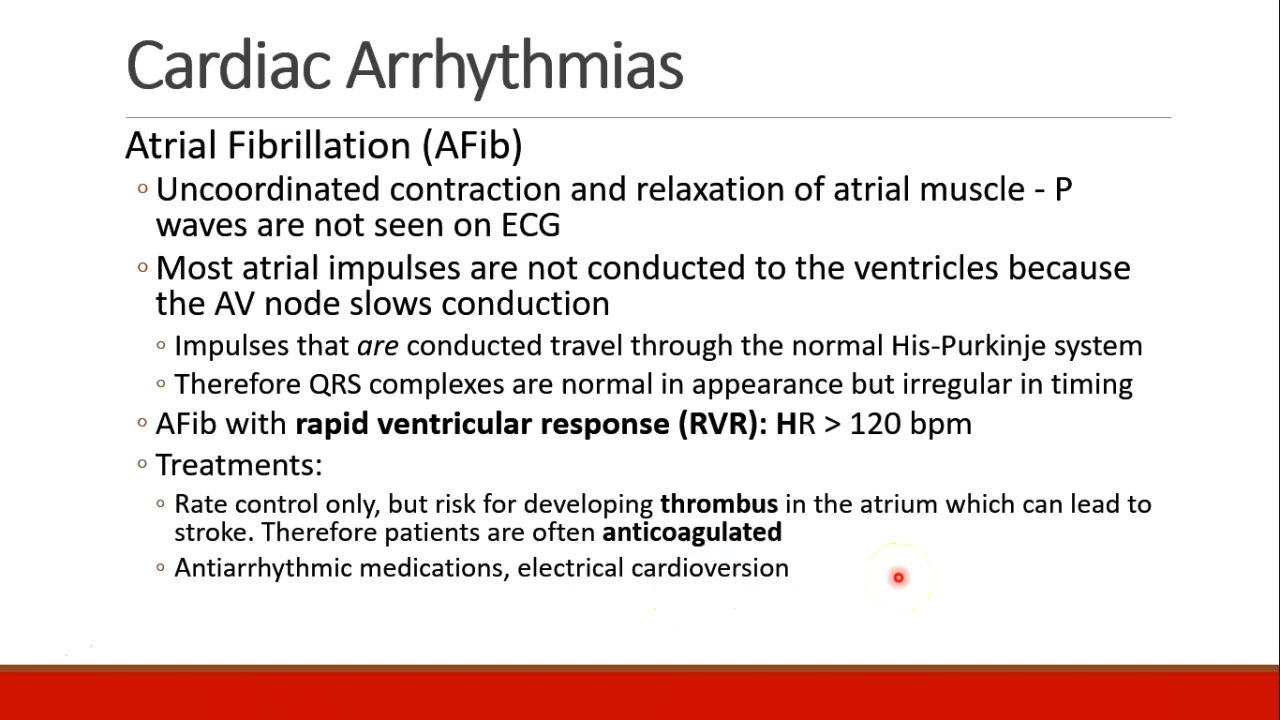 Cardiac Arrhythmias
Atrial Fibrillation (AFib)
◦ Uncoordinated contraction and relaxation of atrial muscle - P
waves are not seen on ECG
◦ Most atrial impulses are not conducted to the ventricles because
the AV node slows conduction
◦ Impulses that are conducted travel through the normal His-Purkinje system
◦ Therefore QRS complexes are normal in appearance but irregular in timing
◦ AFib with rapid ventricular response (RVR): HR > 120 bpm
◦ Treatments:
◦ Rate control only, but risk for developing thrombus in the atrium which can lead to
stroke. Therefore patients are often anticoagulated
◦ Antiarrhythmic medications, electrical cardioversion